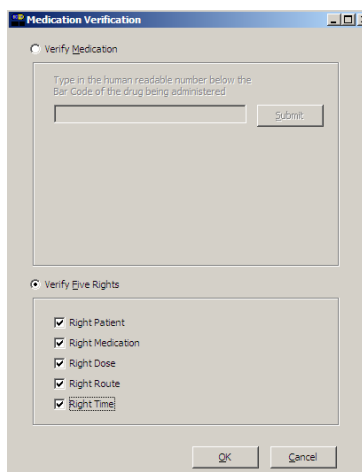 Medication Verification
Verify Medication
Type in the human readable number below the
Bar Code of the drug being administered
Submit
Verify Five Rights
Right Patient
Right Medication
Right Dose
Right Route
Right Time
OK
Cancel